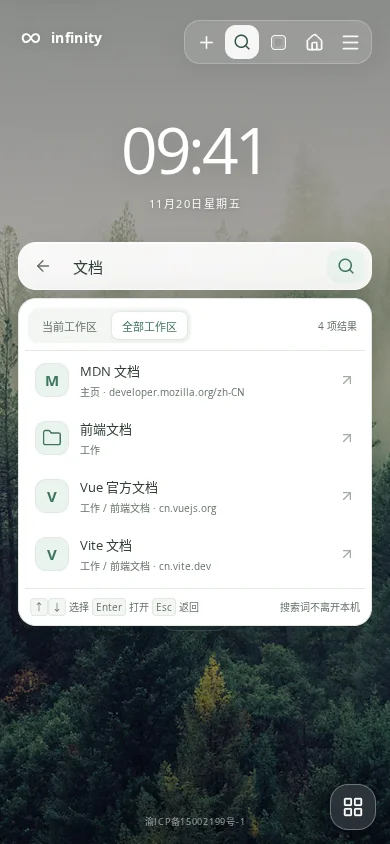 infinity
09:41
11月20日星期五
文档
当前工作区 全部工作区 4 项结果
M MDN 文档
主页 · developer.mozilla.org/zh-CN
前端文档
工作
V Vue 官方文档
工作 / 前端文档 · cn.vuejs.org
V Vite 文档
工作 / 前端文档 · cn.vite.dev
↑ ↓ 选择 Enter 打开 Esc 返回 搜索词不离开本机
渝ICP备15002199号-1